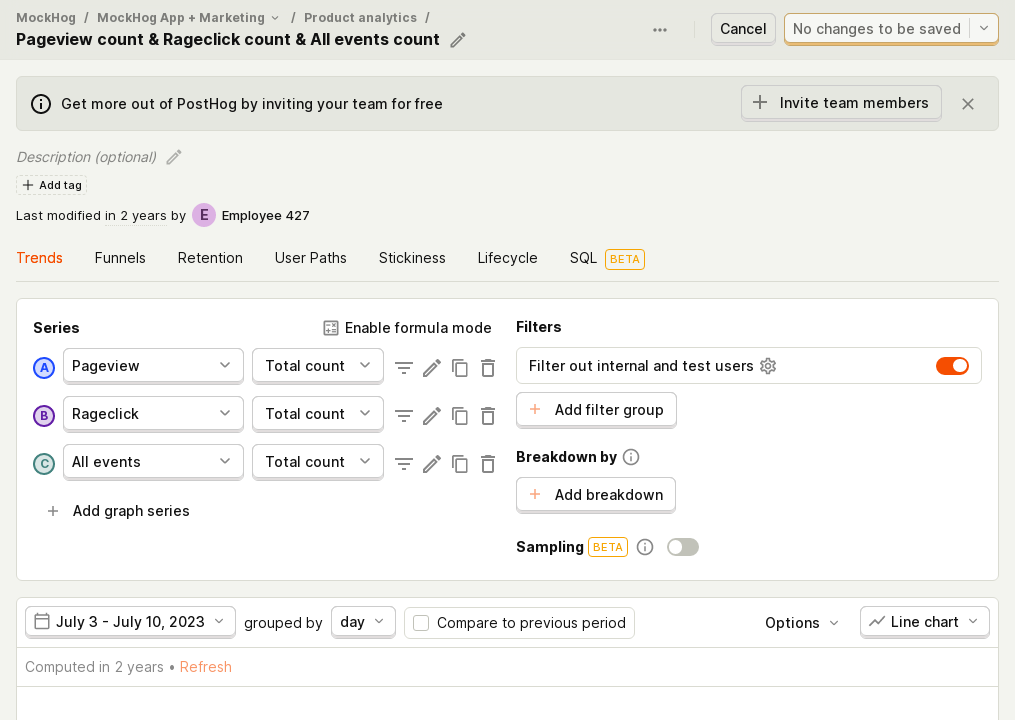 MockHog / MockHog App + Marketing / Product analytics /
Pageview count & Rageclick count & All events count
Cancel
No changes to be saved
Get more out of PostHog by inviting your team for free
Invite team members
Description (optional)
Add tag
Last modified in 2 years by E Employee 427
Trends Funnels Retention User Paths Stickiness Lifecycle SQL BETA
Series
Enable formula mode
A Pageview Total count
B Rageclick Total count
C All events Total count
Add graph series
Filters
Filter out internal and test users
Add filter group
Breakdown by
Add breakdown
Sampling BETA
July 3 - July 10, 2023 grouped by day Compare to previous period Options Line chart
Computed in 2 years • Refresh